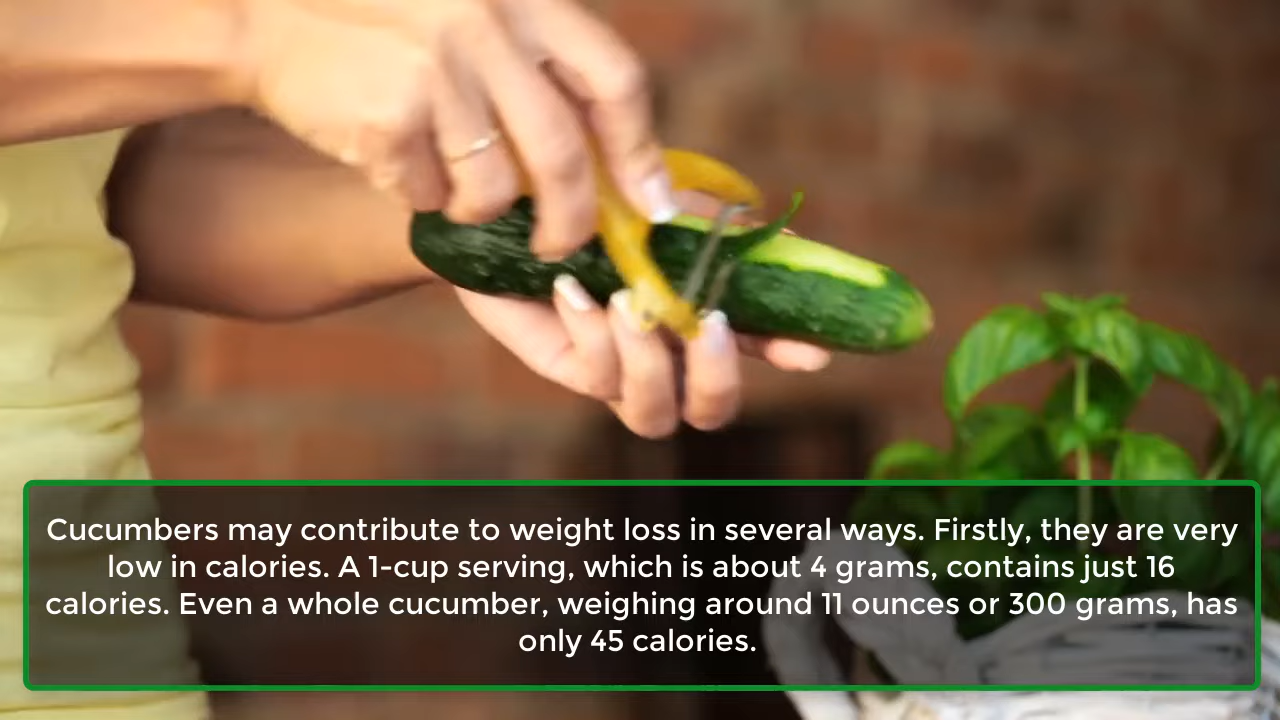 Cucumbers may contribute to weight loss in several ways. Firstly, they are very
low in calories. A 1-cup serving, which is about 4 grams, contains just 16
calories. Even a whole cucumber, weighing around 11 ounces or 300 grams, has
only 45 calories.